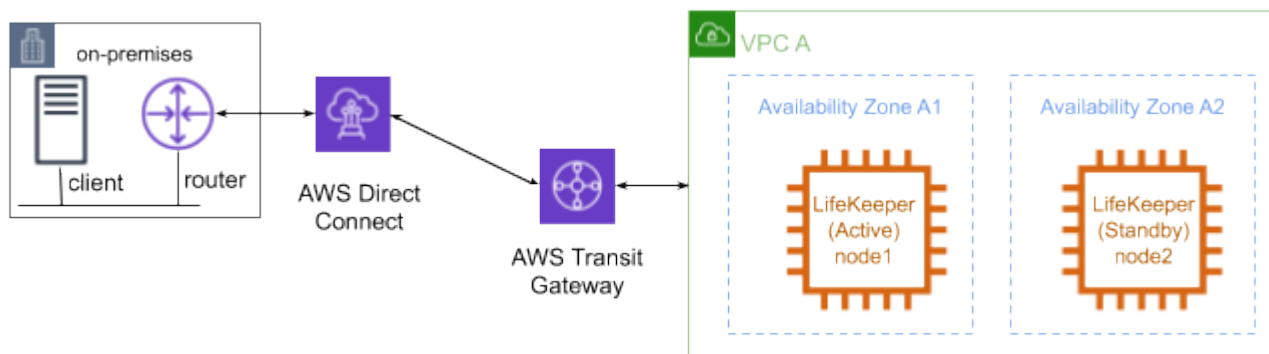 on-premises
client
router
AWS Direct
Connect
AWS Transit
Gateway
VPC A
Availability Zone A1
LifeKeeper
(Active)
node1
Availability Zone A2
LifeKeeper
(Standby)
node2